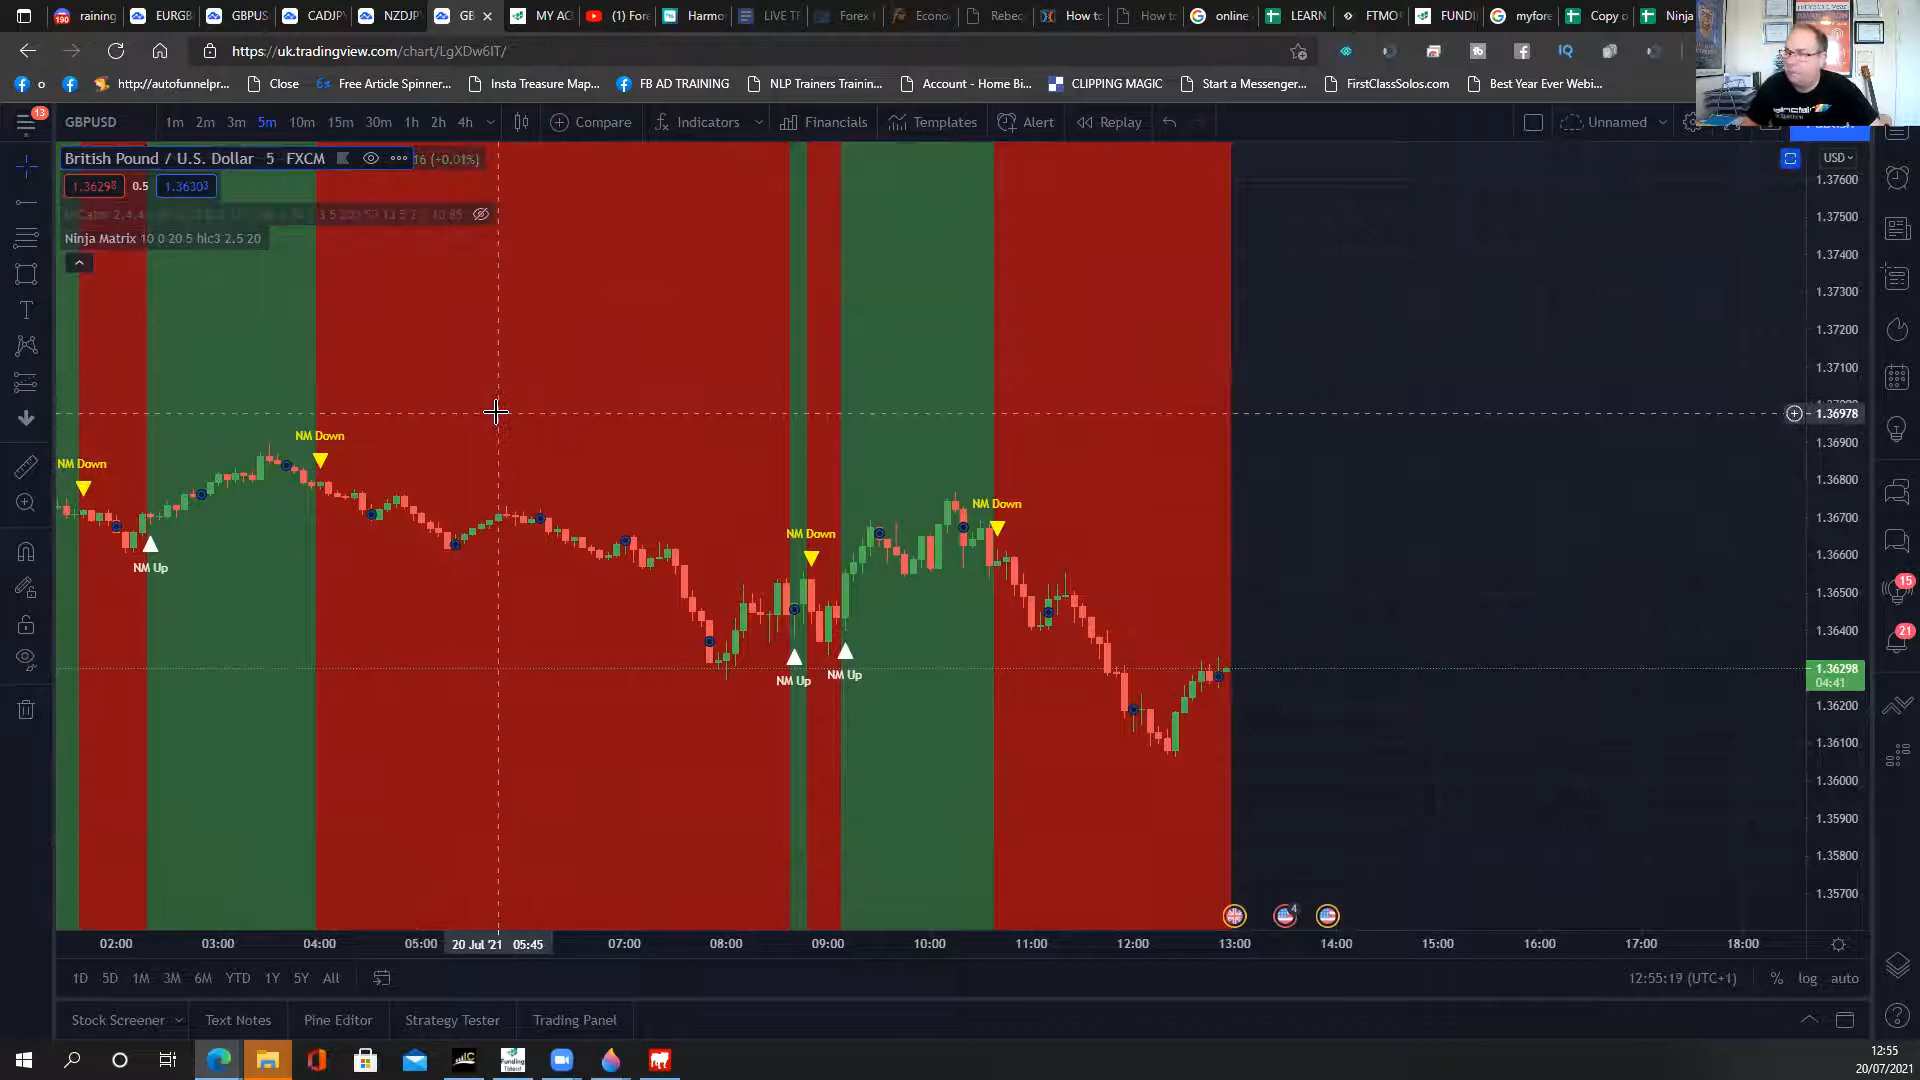 raining
EURGB
GBPUS
CADJPY
NZDJPY
GB
MY AC
(1) For
Harmo
LIVE T
Forex
Econo
Rebec
How to
How to
online
LEARN
FTMO
FUNDI
myfore
Copy c
Ninja
https://uk.tradingview.com/chart/LgXDw6IT/
o
http://autofunnelpr...
Close
Free Article Spinner...
Insta Treasure Map...
FB AD TRAINING
NLP Trainers Trainin...
Account - Home Bi...
CLIPPING MAGIC
Start a Messenger...
FirstClassSolos.com
Best Year Ever Webi...
13
GBPUSD
1m 2m 3m 5m 10m 15m 30m 1h 2h 4h
Compare
Indicators
Financials
Templates
Alert
Replay
Unnamed
British Pound / U.S. Dollar 5 FXCM
16 (+0.01%)
1.36298 0.5 1.36303
Ninja Matrix 10 0 20 5 hlc3 2.5 20
USD
1.37600
1.37500
1.37400
1.37300
1.37200
1.37100
1.36978
1.36900
1.36800
1.36700
1.36600
1.36500
1.36400
1.36298
04:41
1.36200
1.36100
1.36000
1.35900
1.35800
1.35700
NM Down
NM Up
NM Down
NM Down
NM Up
NM Up
NM Down
15
21
4
02:00 03:00 04:00 05:00 20 Jul '21 05:45 07:00 08:00 09:00 10:00 11:00 12:00 13:00 14:00 15:00 16:00 17:00 18:00
1D 5D 1M 3M 6M YTD 1Y 5Y All
12:55:19 (UTC+1) % log auto
Stock Screener
Text Notes
Pine Editor
Strategy Tester
Trading Panel
12:55
20/07/2021